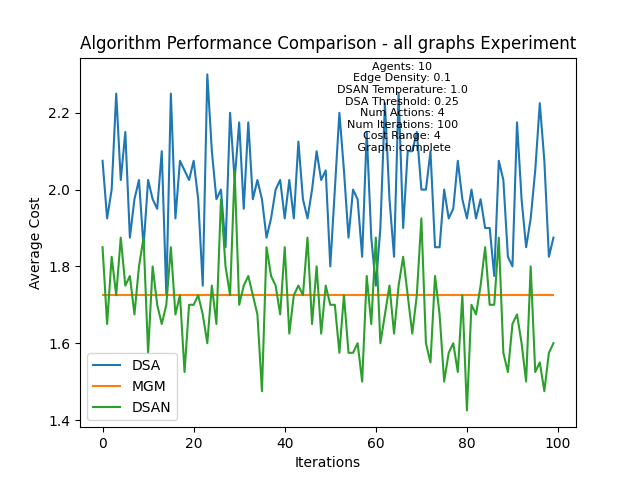 Algorithm Performance Comparison - all graphs Experiment
Agents: 10
Edge Density: 0.1
DSAN Temperature: 1.0
DSA Threshold: 0.25
Num Actions: 4
Num Iterations: 100
Cost Range: 4
Graph: complete
Average Cost
2.2
2.0
1.8
1.6
1.4
DSA
MGM
DSAN
0
20
40
60
80
100
Iterations